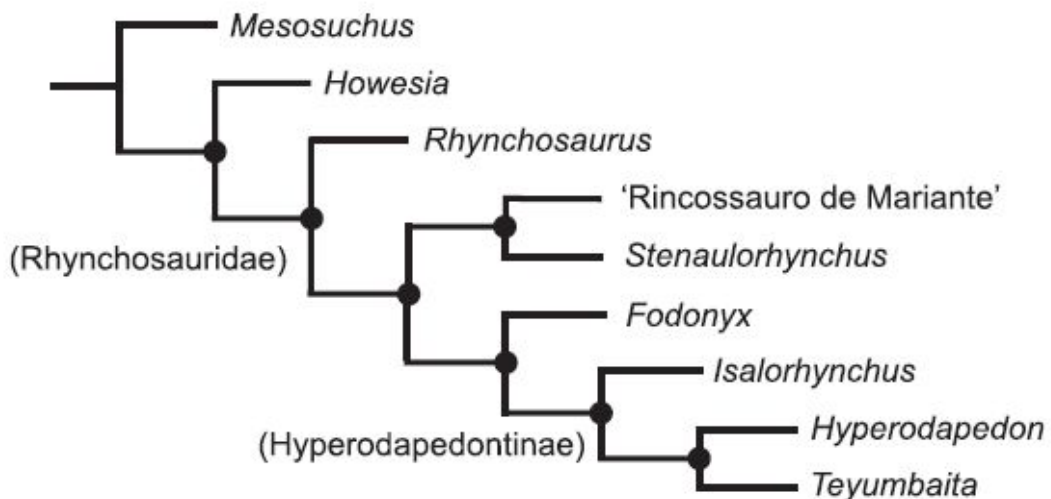 Mesosuchus
Howesia
Rhynchosaurus
‘Rincossauro de Mariante’
(Rhynchosauridae)
Stenaulorhynchus
Fodonyx
Isalorhynchus
(Hyperodapedontinae)
Hyperodapedon
Teyumbaita